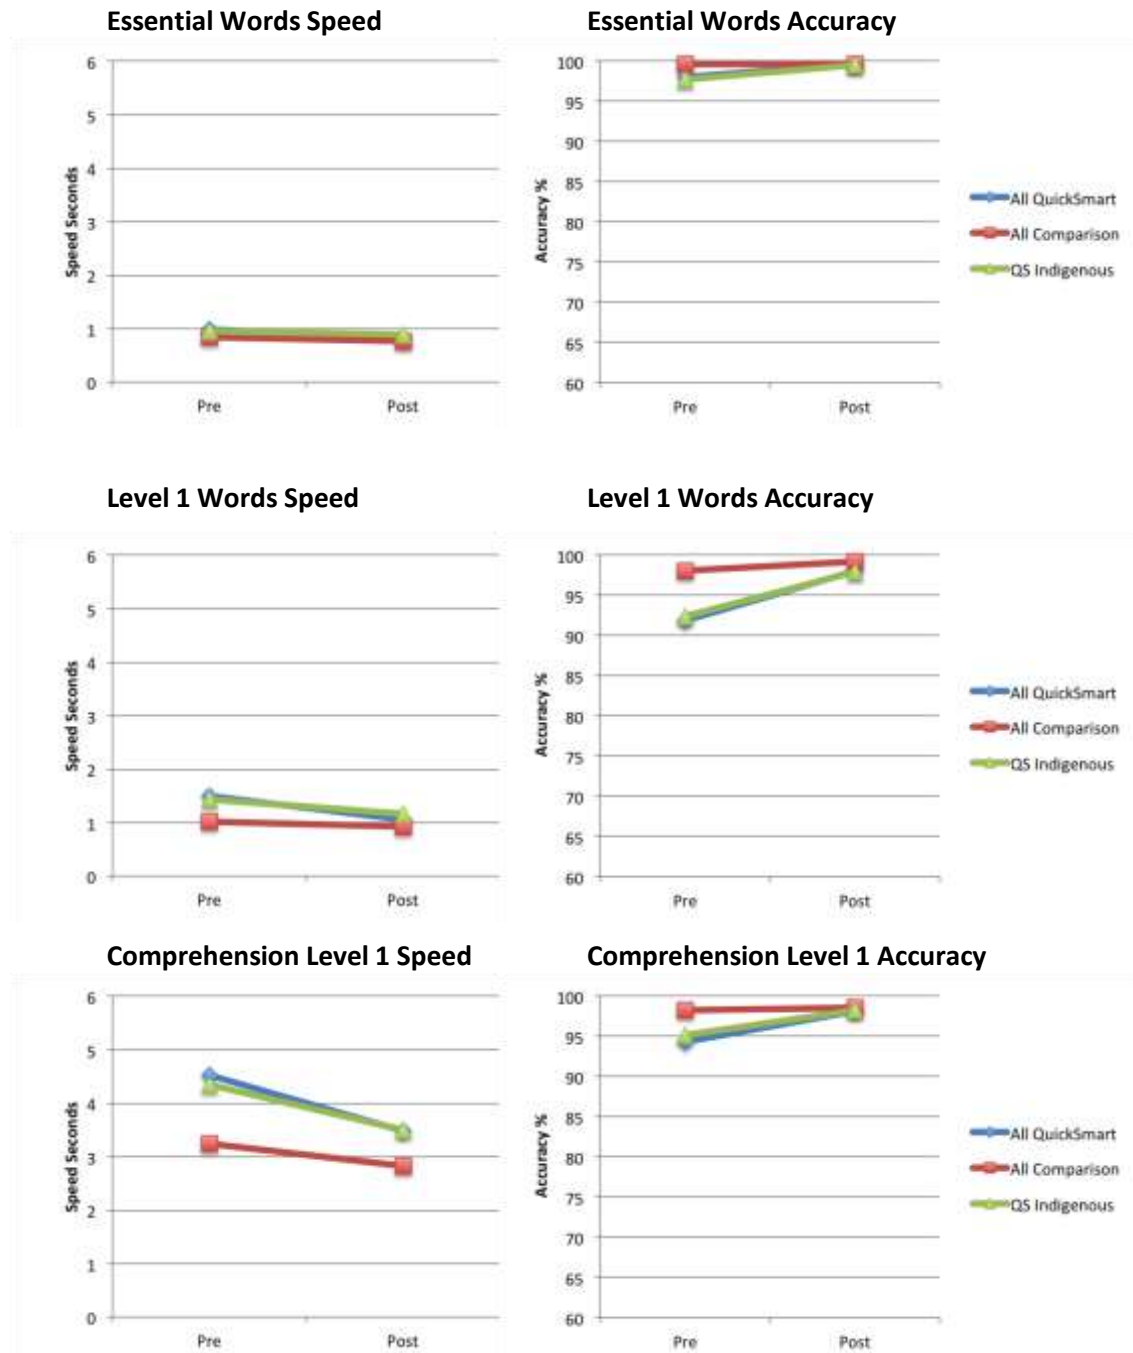 Essential Words Speed
6
5
4
3
2
1
0
Speed Seconds
Pre Post
Essential Words Accuracy
100
95
90
85
80
75
70
65
60
Accuracy %
Pre Post
All QuickSmart
All Comparison
QS Indigenous
Level 1 Words Speed
6
5
4
3
2
1
0
Speed Seconds
Pre Post
Level 1 Words Accuracy
100
95
90
85
80
75
70
65
60
Accuracy %
Pre Post
All QuickSmart
All Comparison
QS Indigenous
Comprehension Level 1 Speed
6
5
4
3
2
1
0
Speed Seconds
Pre Post
Comprehension Level 1 Accuracy
100
95
90
85
80
75
70
65
60
Accuracy %
Pre Post
All QuickSmart
All Comparison
QS Indigenous